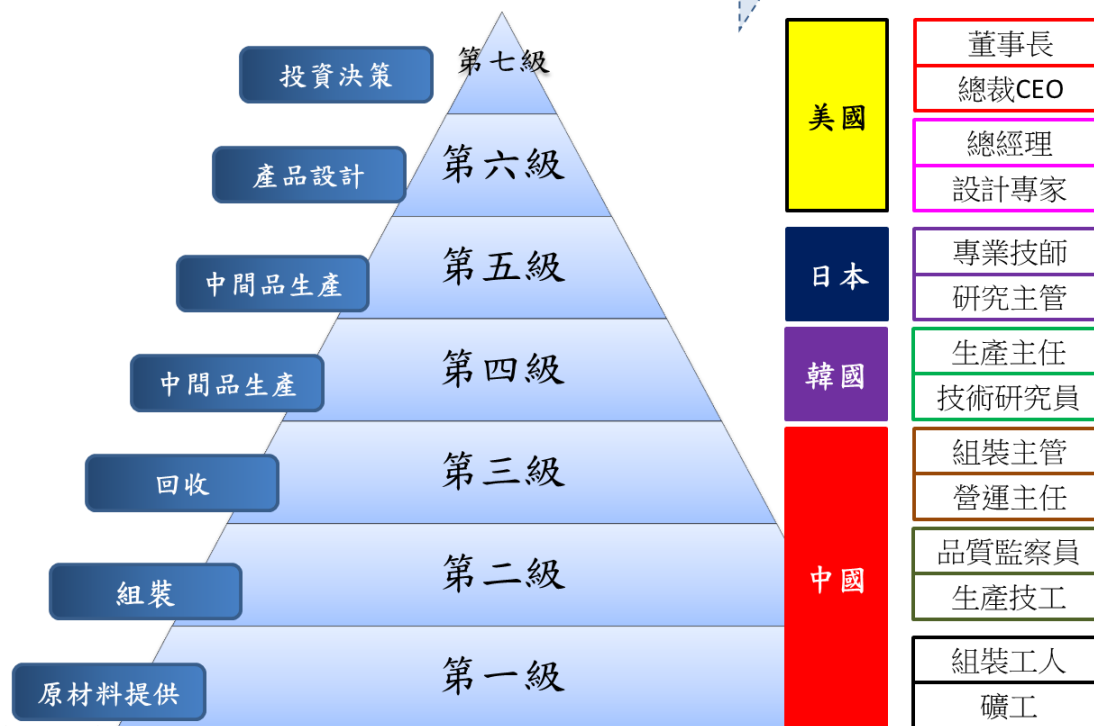 投資決策
第七級
美國
董事長
總裁CEO
產品設計
第六級
總經理
設計專家
中間品生產
第五級
日本
專業技師
研究主管
中間品生產
第四級
韓國
生產主任
技術研究員
回收
第三級
中國
組裝主管
營運主任
組裝
第二級
品質監察員
生產技工
原材料提供
第一級
組裝工人
礦工